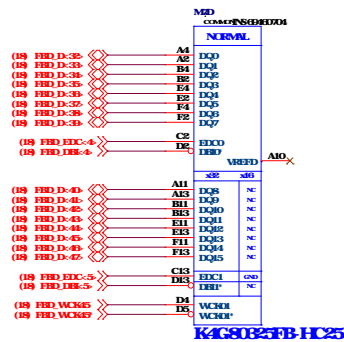 M2D
COMMON
NORMAL
(18) FBD_D<32> A4 DQ0
(18) FBD_D<33> A2 DQ1
(18) FBD_D<34> B4 DQ2
(18) FBD_D<35> B2 DQ3
(18) FBD_D<36> E4 DQ4
(18) FBD_D<37> E2 DQ5
(18) FBD_D<38> F4 DQ6
(18) FBD_D<39> F2 DQ7
(18) FBD_EDC<4> C2 EDC0
(18) FBD_DBI<4> D2 DBI0*
VREFD A10
x32 x16
(18) FBD_D<40> A11 DQ8 NC
(18) FBD_D<41> A13 DQ9 NC
(18) FBD_D<42> B11 DQ10 NC
(18) FBD_D<43> B13 DQ11 NC
(18) FBD_D<44> E11 DQ12 NC
(18) FBD_D<45> E13 DQ13 NC
(18) FBD_D<46> F11 DQ14 NC
(18) FBD_D<47> F13 DQ15 NC
(18) FBD_EDC<5> C13 EDC1 GND
(18) FBD_DBI<5> D13 DBI1* NC
(18) FBD_WCK45 D4 WCK01
(18) FBD_WCK45* D5 WCK01*
K4G80325FB-HC25